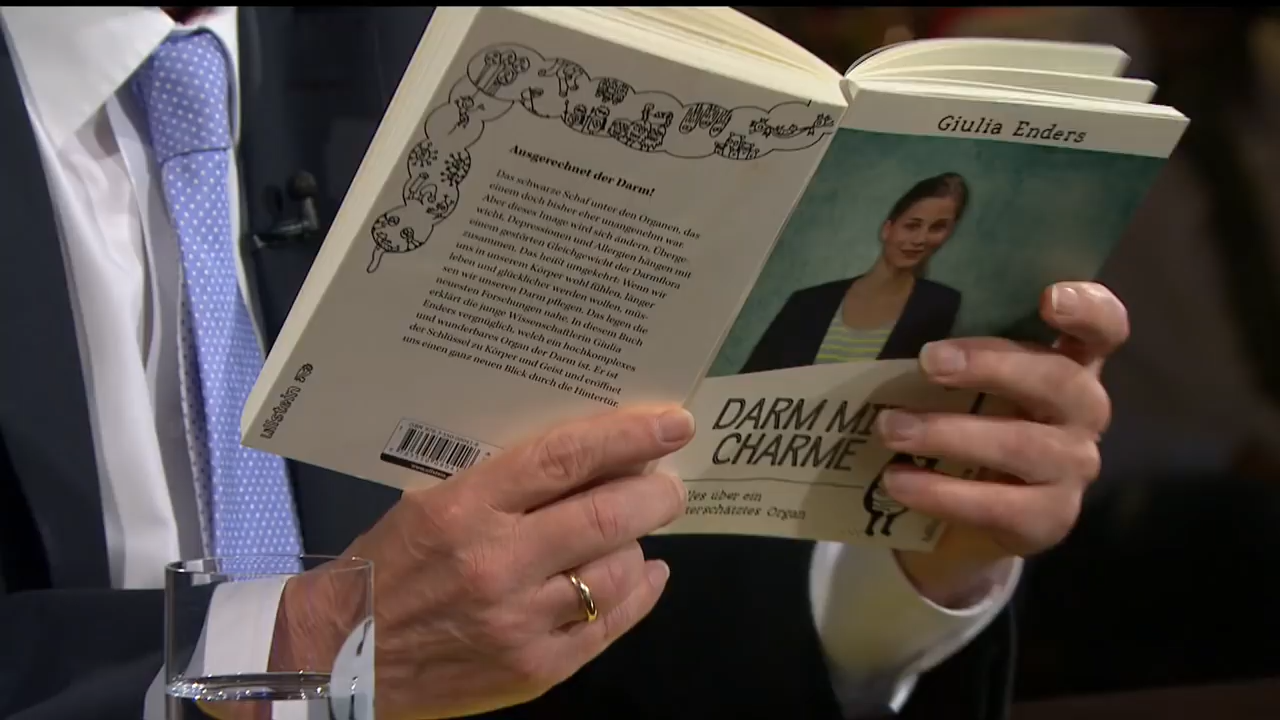 Ausgerechnet der Darm!
Das schwarze Schaf unter den Organen, das
einem doch bisher eher unangenehm war.
Aber dieses Image wird sich ändern. Überge-
wicht, Depressionen und Allergien hängen mit
einem gestörten Gleichgewicht der Darmflora
zusammen. Das heißt umgekehrt: Wenn wir
uns in unserem Körper wohl fühlen, länger
leben und glücklicher werden wollen, müs-
sen wir unseren Darm pflegen. Das legen die
neuesten Forschungen nahe. In diesem Buch
erklärt die junge Wissenschaftlerin Giulia
Enders vergnüglich, welch ein hochkomplexes
und wunderbares Organ der Darm ist. Er ist
der Schlüssel zu Körper und Geist und eröffnet
uns einen ganz neuen Blick durch die Hintertür.
ullstein
Giulia Enders
DARM MI
CHARME
lles über ein
terschätztes Organ